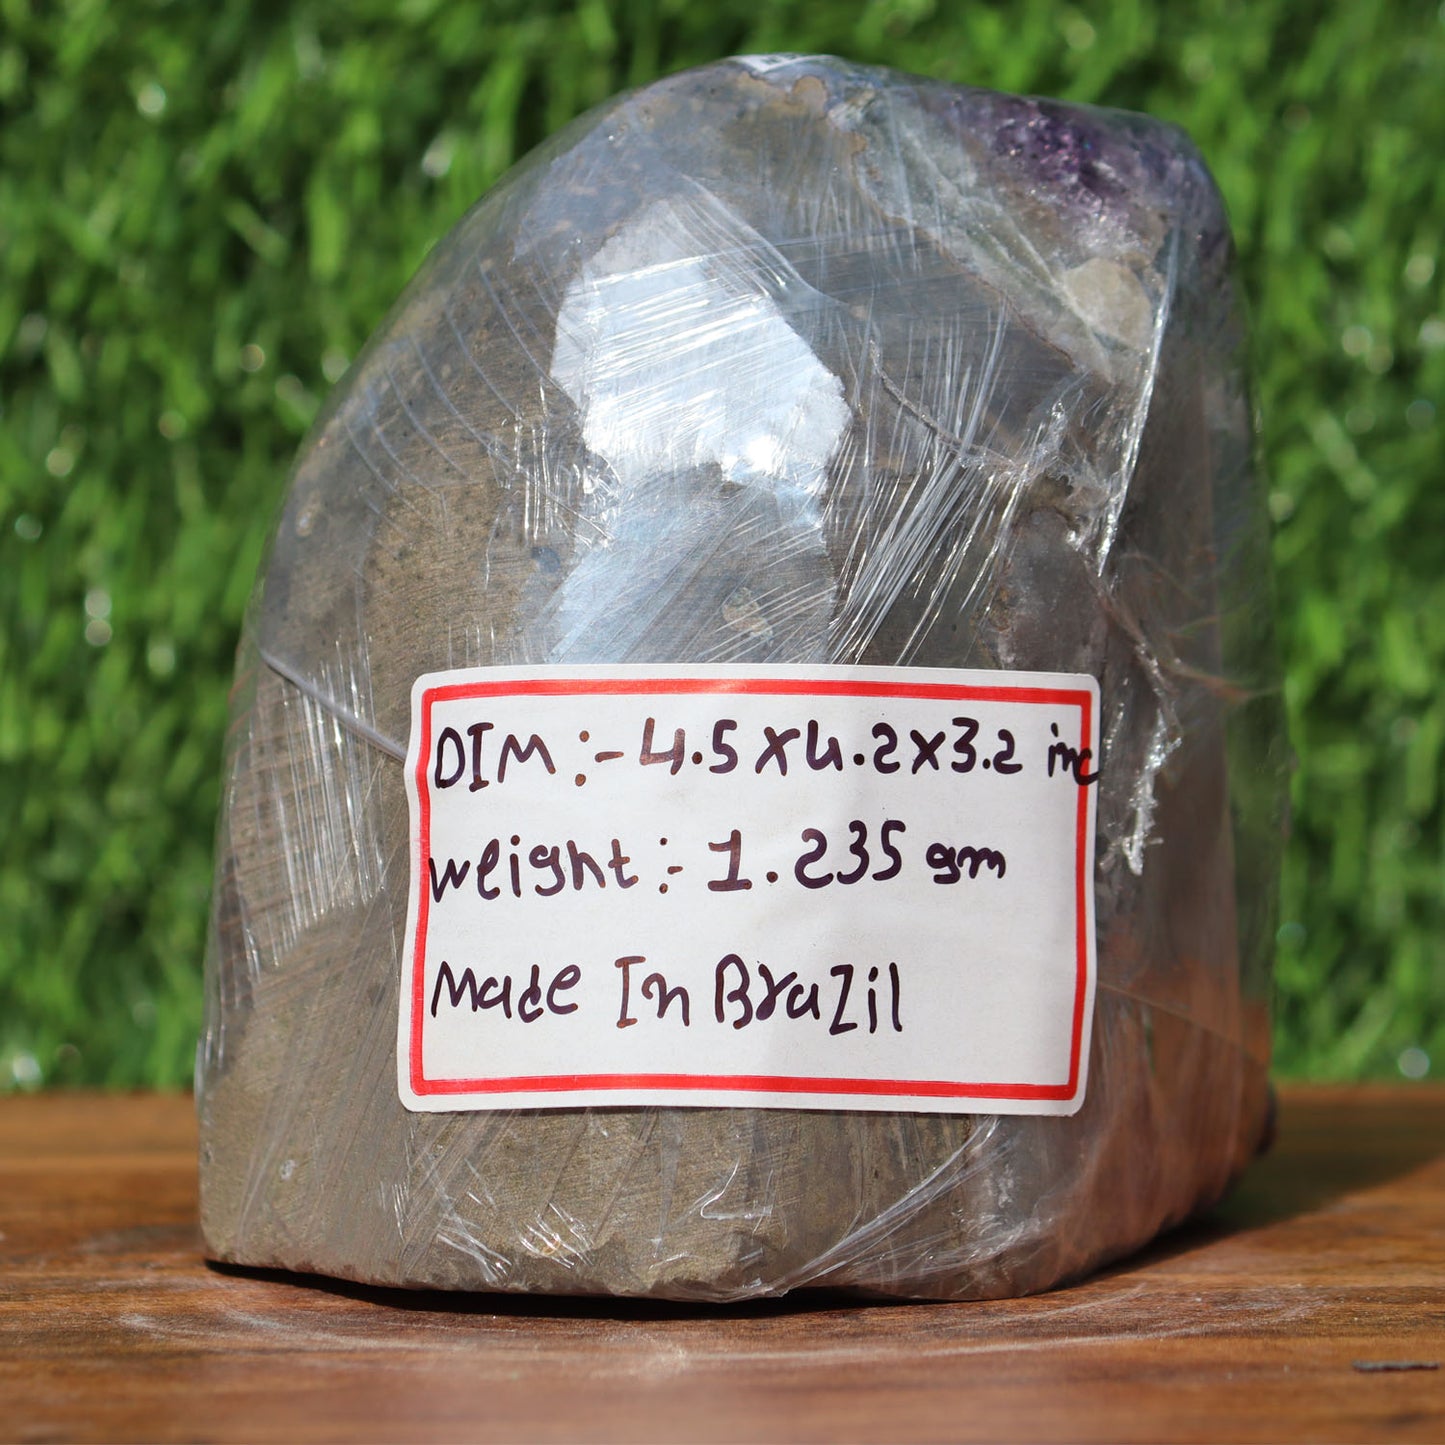 DIM :- 4.5 x 4.2 x 3.2 inc
Weight :- 1.235 gm
Made In Brazil